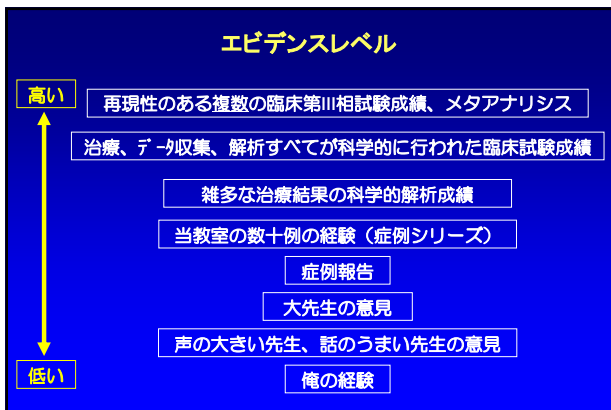 エビデンスレベル
高い
再現性のある複数の臨床第III相試験成績、メタアナリシス
治療、ﾃﾞｰﾀ収集、解析すべてが科学的に行われた臨床試験成績
雑多な治療結果の科学的解析成績
当教室の数十例の経験（症例シリーズ）
症例報告
大先生の意見
声の大きい先生、話のうまい先生の意見
低い
俺の経験